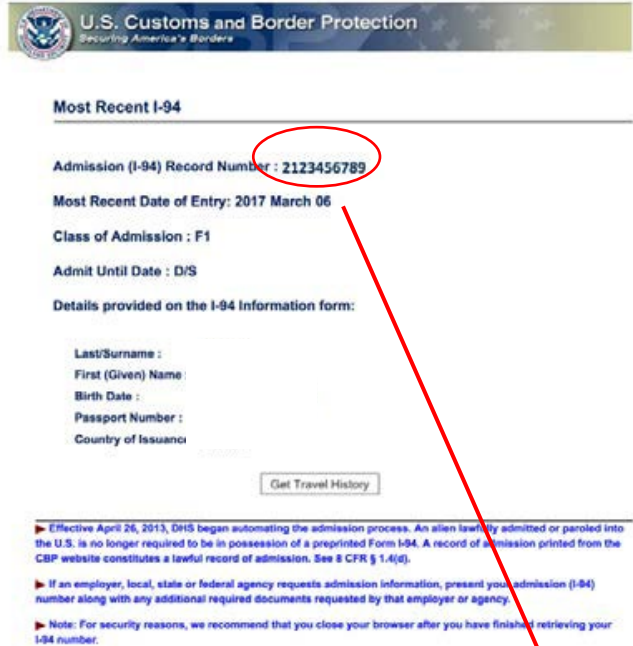 U.S. Customs and Border Protection
Securing America's Borders
Most Recent I-94
Admission (I-94) Record Number : 2123456789
Most Recent Date of Entry: 2017 March 06
Class of Admission : F1
Admit Until Date : D/S
Details provided on the I-94 Information form:
Last/Surname :
First (Given) Name :
Birth Date :
Passport Number :
Country of Issuance
Get Travel History
► Effective April 26, 2013, DHS began automating the admission process. An alien lawfully admitted or paroled into
the U.S. is no longer required to be in possession of a preprinted Form I-94. A record of admission printed from the
CBP website constitutes a lawful record of admission. See 8 CFR § 1.4(d).
► If an employer, local, state or federal agency requests admission information, present your admission (I-94)
number along with any additional required documents requested by that employer or agency.
► Note: For security reasons, we recommend that you close your browser after you have finished retrieving your
I-94 number.